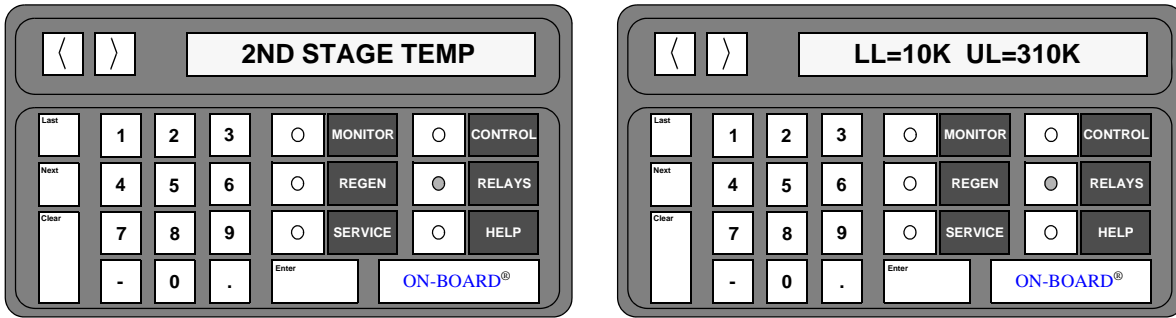 2ND STAGE TEMP
Last
1 2 3 MONITOR CONTROL
Next
4 5 6 REGEN RELAYS
Clear
7 8 9 SERVICE HELP
- 0 . Enter ON-BOARD®
LL=10K UL=310K
Last
1 2 3 MONITOR CONTROL
Next
4 5 6 REGEN RELAYS
Clear
7 8 9 SERVICE HELP
- 0 . Enter ON-BOARD®